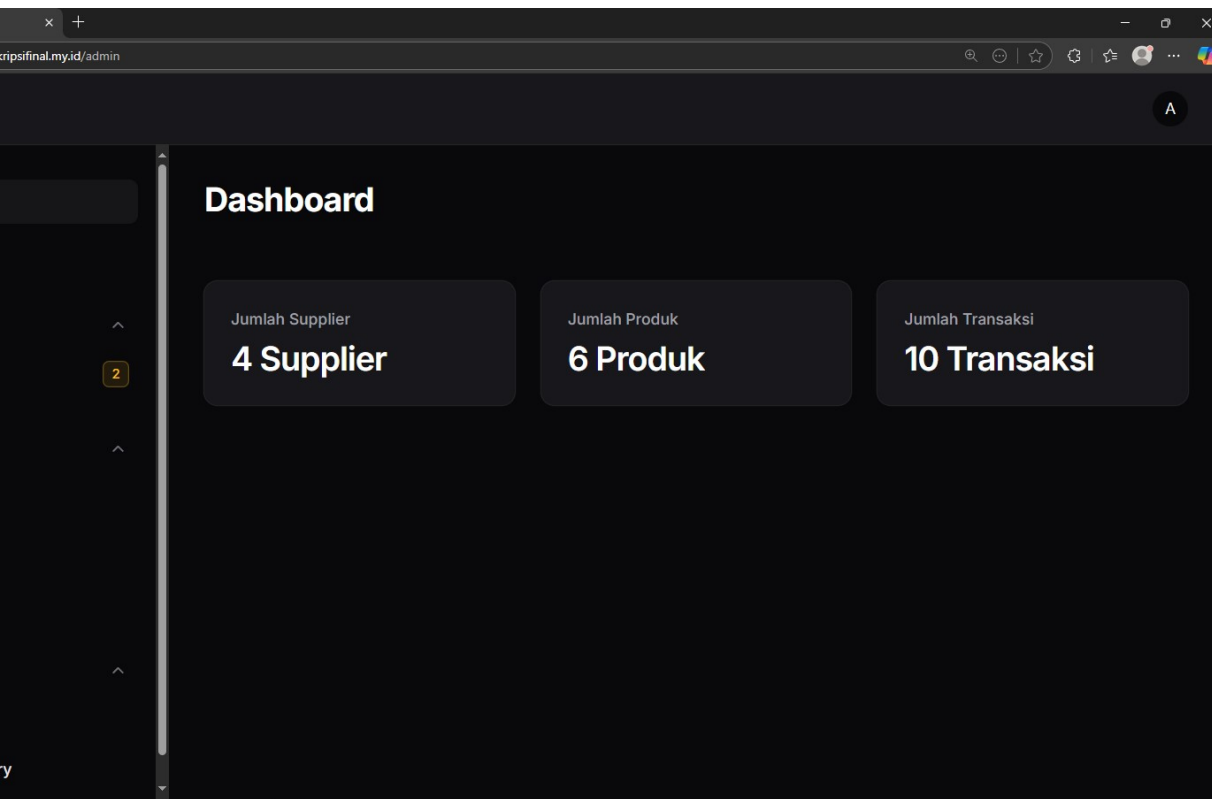 kripsifinal.my.id/admin
A
Dashboard
Jumlah Supplier
4 Supplier
Jumlah Produk
6 Produk
Jumlah Transaksi
10 Transaksi
2
ry